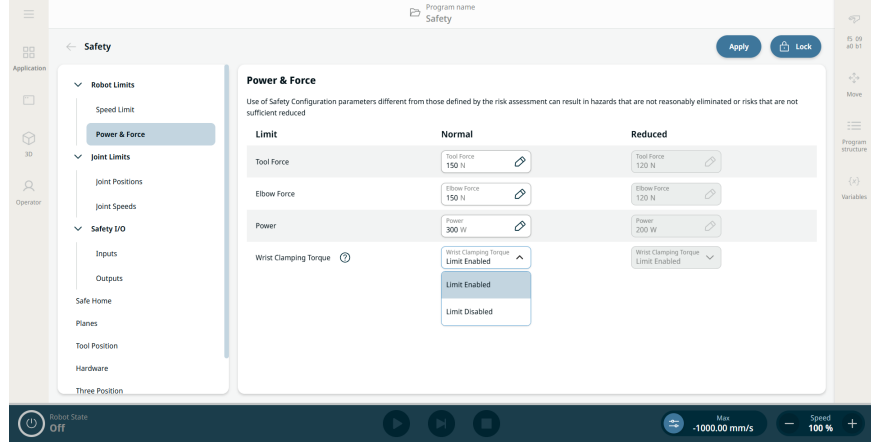 Program name
Safety
Safety
Apply
Lock
f5 69
a0 b1
Application
3D
Operator
Move
Program
structure
Variables
Robot Limits
Speed Limit
Power & Force
Joint Limits
Joint Positions
Joint Speeds
Safety I/O
Inputs
Outputs
Safe Home
Planes
Tool Position
Hardware
Three Position
Power & Force
Use of Safety Configuration parameters different from those defined by the risk assessment can result in hazards that are not reasonably eliminated or risks that are not
sufficient reduced
Limit Normal Reduced
Tool Force
Tool Force
150 N
Tool Force
120 N
Elbow Force
Elbow Force
150 N
Elbow Force
120 N
Power
Power
300 W
Power
200 W
Wrist Clamping Torque
Wrist Clamping Torque
Limit Enabled
Wrist Clamping Torque
Limit Enabled
Limit Enabled
Limit Disabled
Robot State
Off
Max
-1000.00 mm/s
Speed
100 %